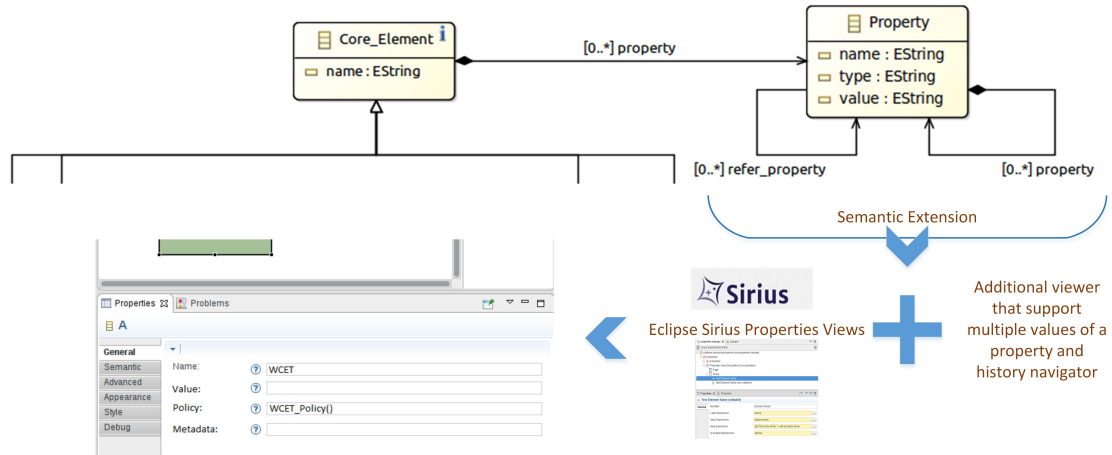 Core_Element
name : EString
[0..*] property
Property
name : EString
type : EString
value : EString
[0..*] refer_property
[0..*] property
Semantic Extension
Sirius
Eclipse Sirius Properties Views
Additional viewer
that support
multiple values of a
property and
history navigator
Properties
Problems
A
General
Semantic
Advanced
Appearance
Style
Debug
Name:
WCET
Value:
Policy:
WCET_Policy()
Metadata: